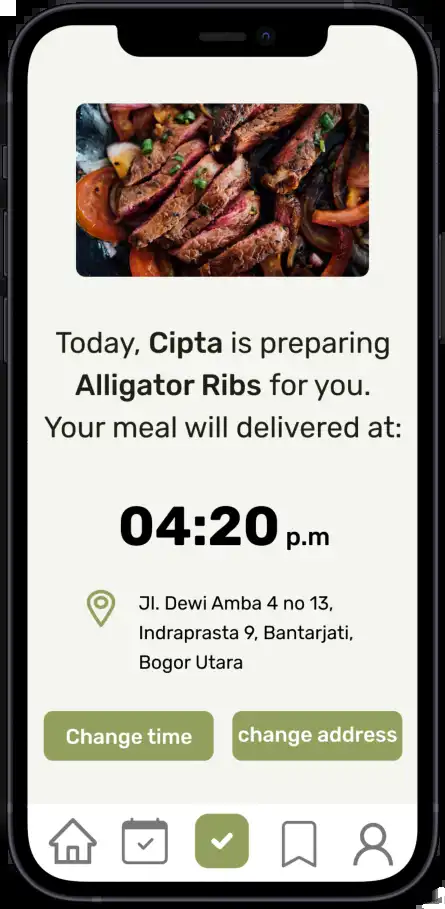 Today, Cipta is preparing
Alligator Ribs for you.
Your meal will delivered at:
04:20 p.m
Jl. Dewi Amba 4 no 13,
Indraprasta 9, Bantarjati,
Bogor Utara
Change time
change address